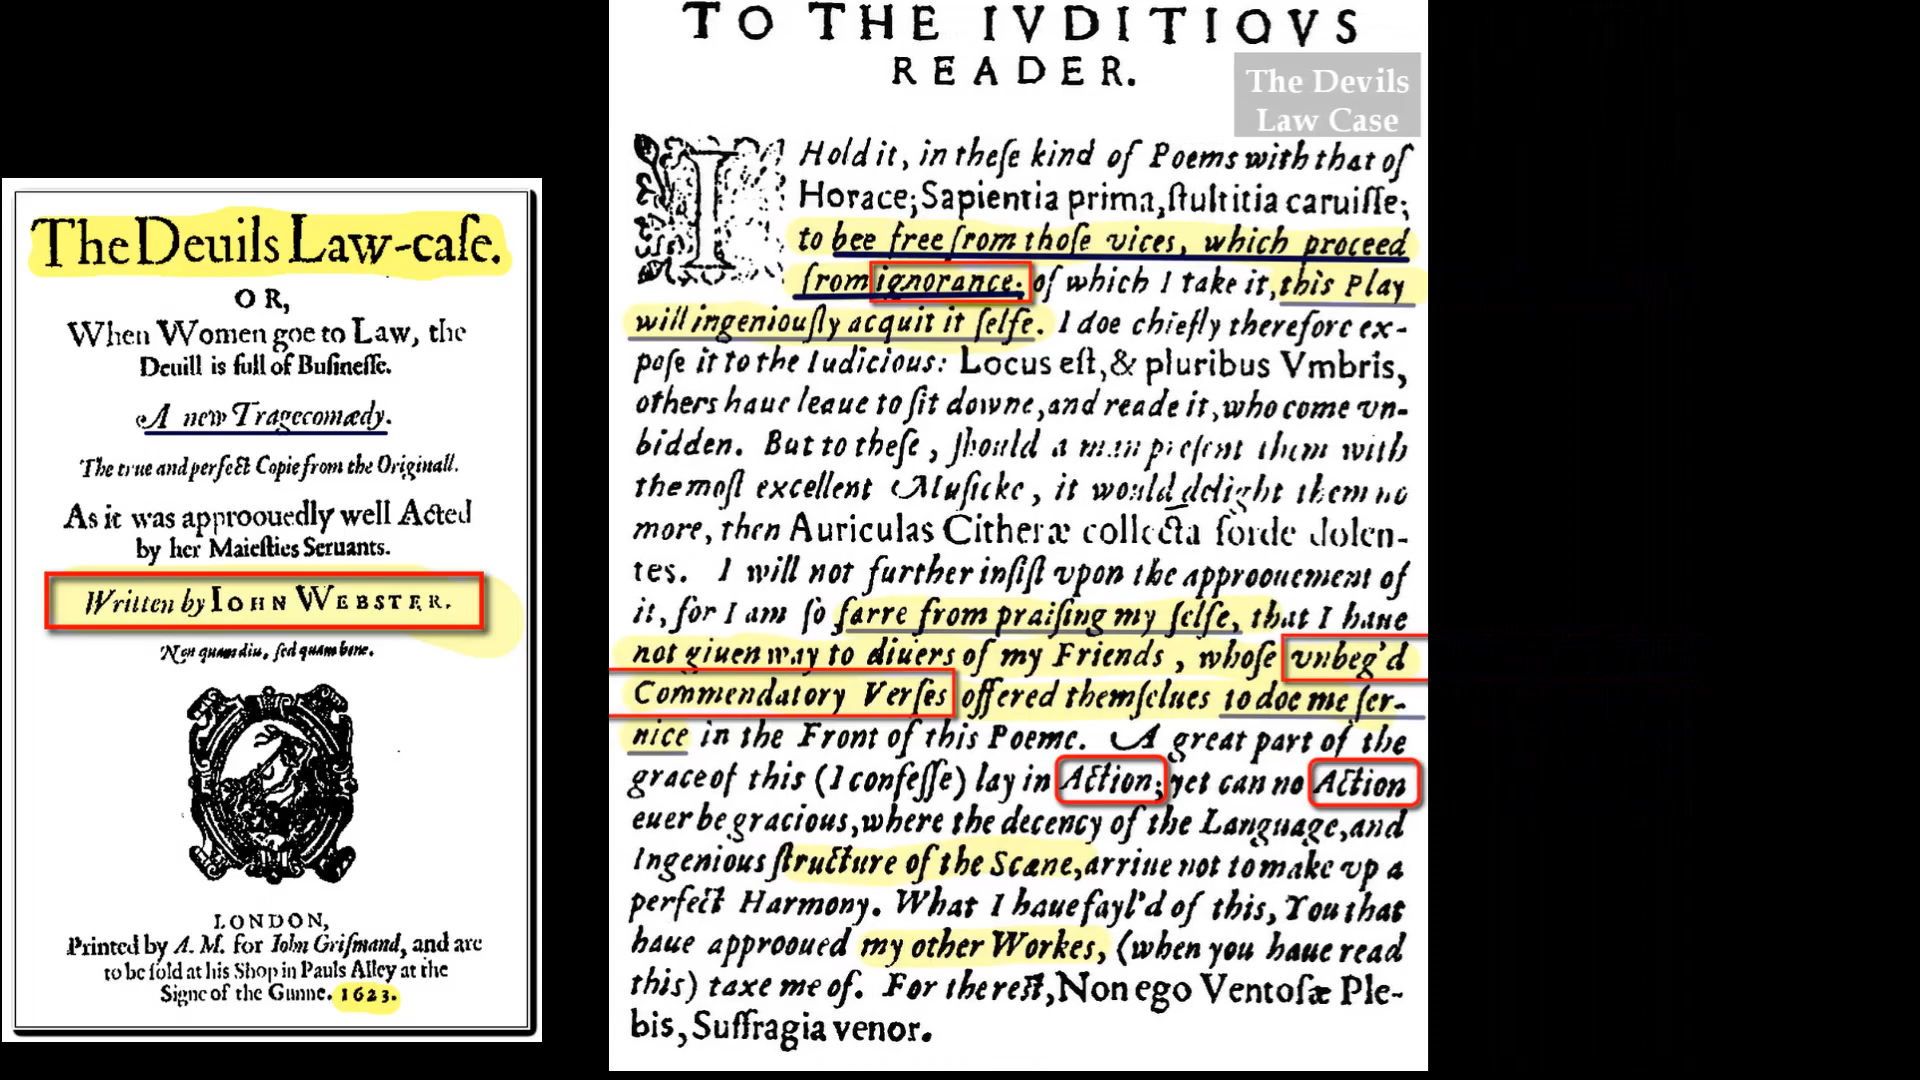 The Deuils Law-caſe.
OR,
When Women goe to Law, the
Deuill is full of Buſineſſe.
A new Tragecomædy.
The true and perfect Copie from the Originall.
As it was approouedly well Acted
by her Maieſties Seruants.
Written by IOHN WEBSTER.
Non quam diu, ſed quam bene.
LONDON,
Printed by A. M. for Iohn Griſmand, and are
to be ſold at his Shop in Pauls Alley at the
Signe of the Gunne. 1623.
TO THE IVDITIOVS
READER.
The Devils
Law Case
I Hold it, in theſe kind of Poems with that of
Horace; Sapientia prima, ſtultitia caruiſſe;
to bee free from thoſe vices, which proceed
from ignorance. of which I take it, this Play
will ingeniouſly acquit it ſelfe. I doe chiefly therefore ex-
poſe it to the Iudicious: Locus eſt, & pluribus Vmbris,
others haue leaue to ſit downe, and reade it, who come vn-
bidden. But to theſe, ſhould a man preſent them with
the moſt excellent Muſicke, it would delight them no
more, then Auriculas Citheræ collecta ſorde dolen-
tes. I will not further inſiſt vpon the approouement of
it, for I am ſo farre from praiſing my ſelfe, that I haue
not giuen way to diuers of my Friends, whoſe vnbeg'd
Commendatory Verſes offered themſelues to doe me ſer-
uice in the Front of this Poeme. A great part of the
grace of this (I confeſſe) lay in Action; yet can no Action
euer be gracious, where the decency of the Language, and
Ingenious ſtructure of the Scæne, arriue not to make vp a
perfect Harmony. What I haue fayl'd of this, You that
haue approoued my other Workes, (when you haue read
this) taxe me of. For the reſt, Non ego Ventoſæ Ple-
bis, Suffragia venor.